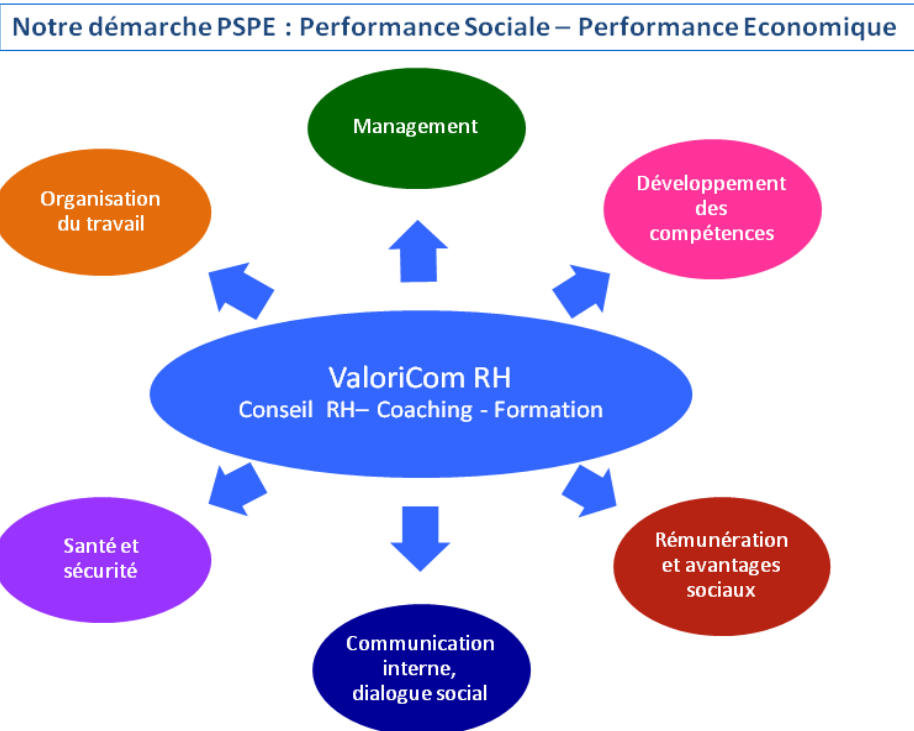 Notre démarche PSPE : Performance Sociale – Performance Economique
Management
Organisation
du travail
Développement
des
compétences
ValoriCom RH
Conseil RH– Coaching - Formation
Santé et
sécurité
Rémunération
et avantages
sociaux
Communication
interne,
dialogue social